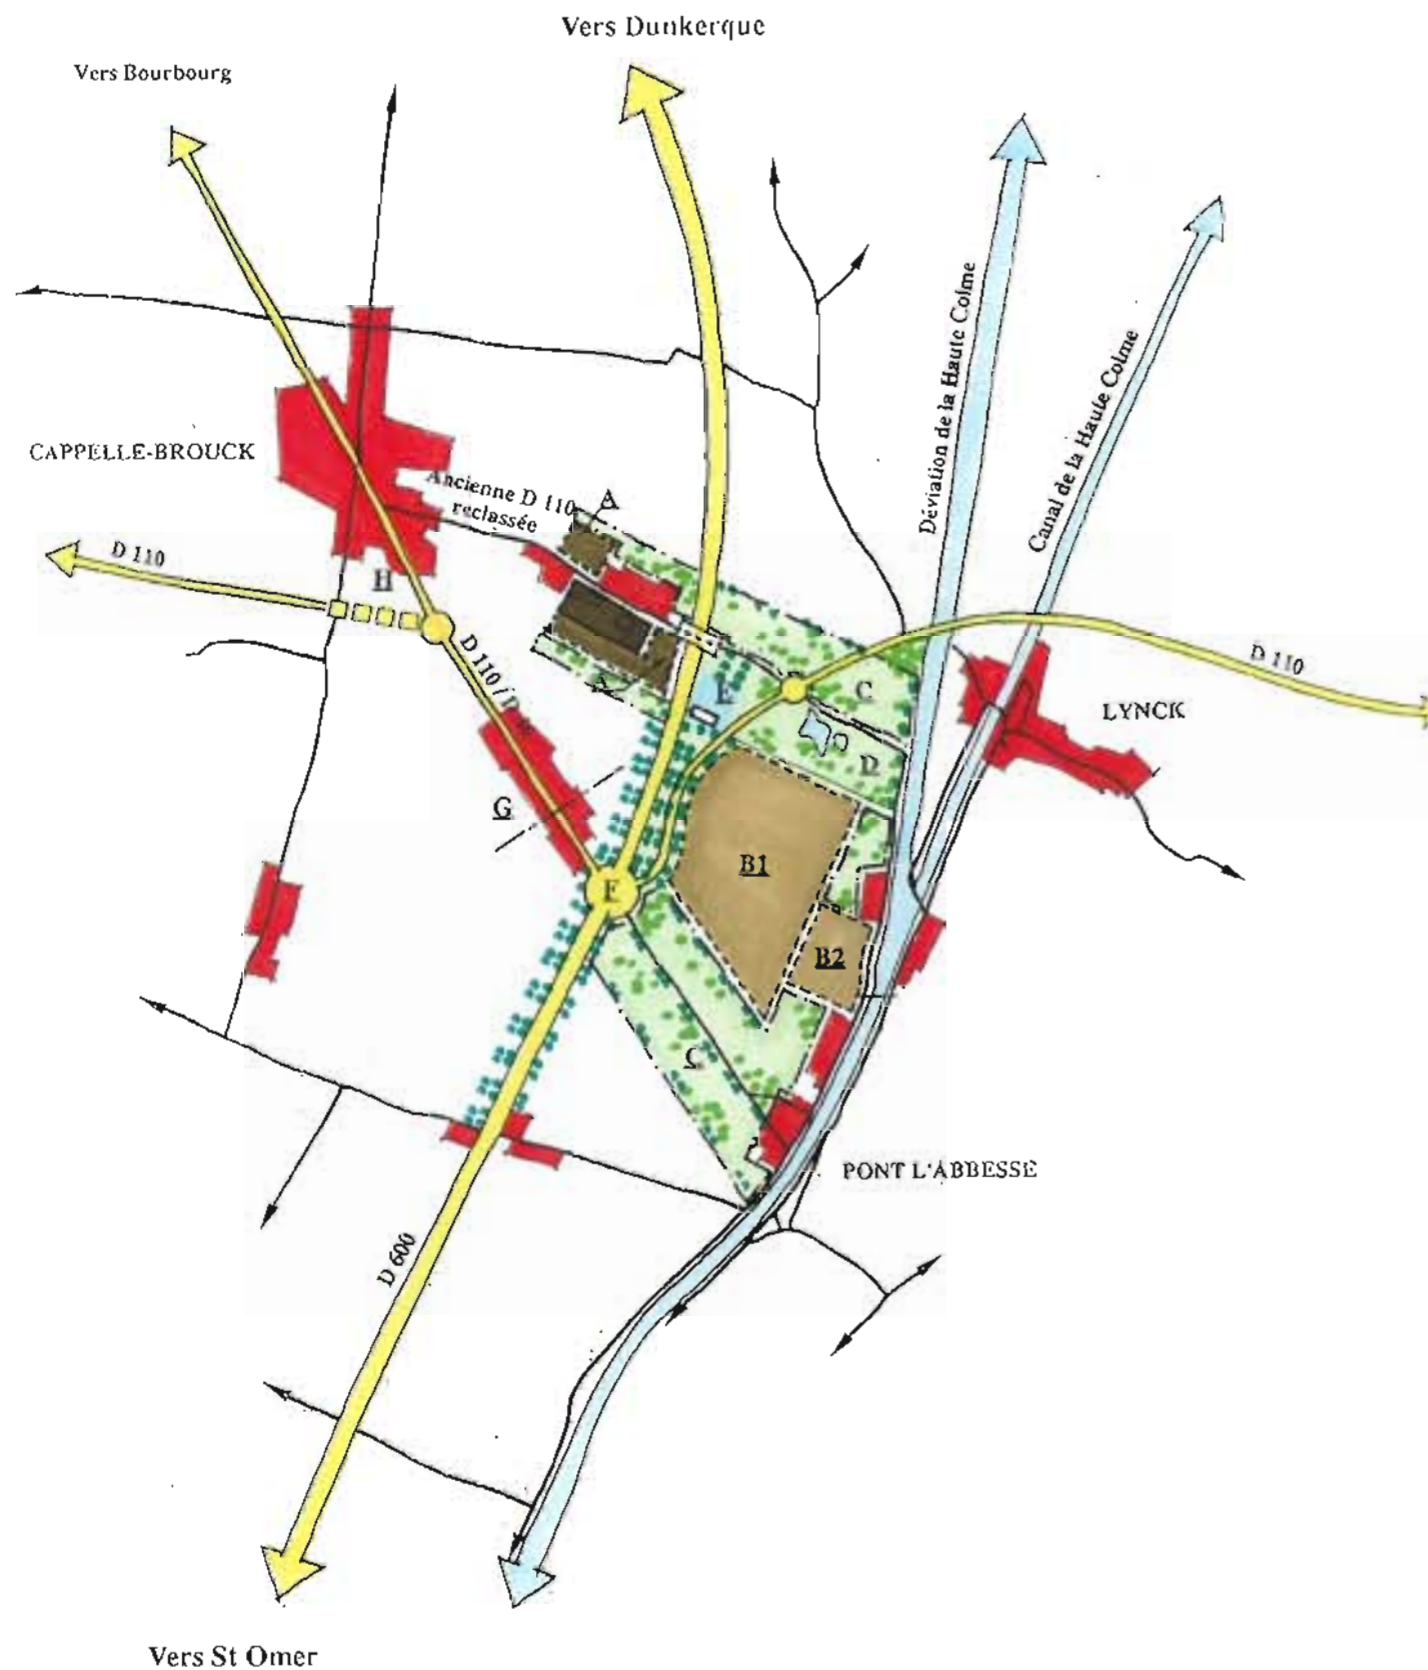 Vers Dunkerque
Vers Bourbourg
Déviation de la Haute Colme
Canal de la Haute Colme
CAPPELLE-BROUCK
Ancienne D 110
reclassée
A
D 110
H
D 110 /
A
E
C
D 110
LYNCK
D
G
B1
F
B2
C
PONT L'ABBESSE
D 600
Vers St Omer